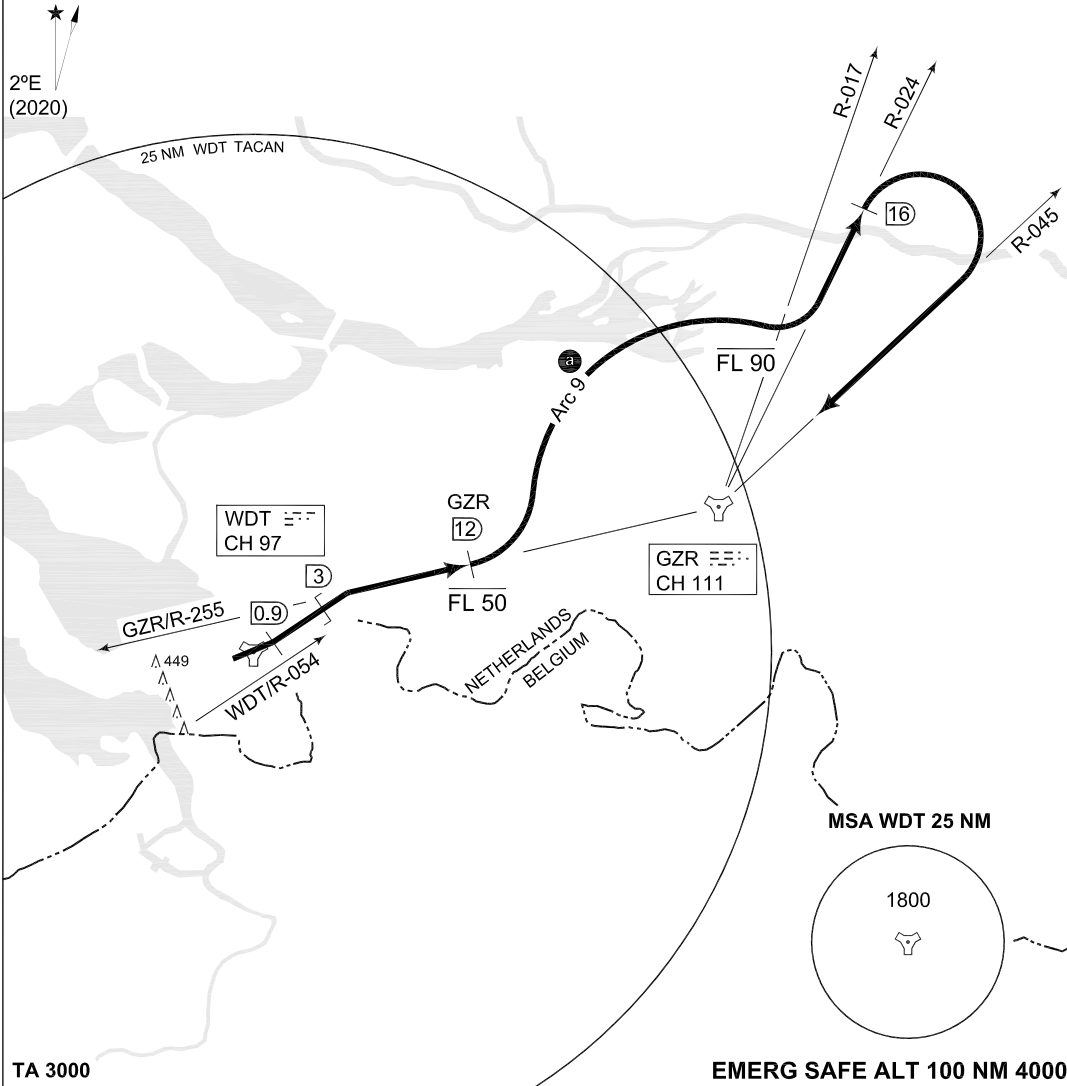 2ºE
(2020)
25 NM WDT TACAN
R-017
R-024
R-045
16
a
Arc 9
FL 90
GZR
12
FL 50
WDT
CH 97
GZR
CH 111
3
0.9
GZR/R-255
WDT/R-054
449
NETHERLANDS
BELGIUM
MSA WDT 25 NM
1800
TA 3000
EMERG SAFE ALT 100 NM 4000